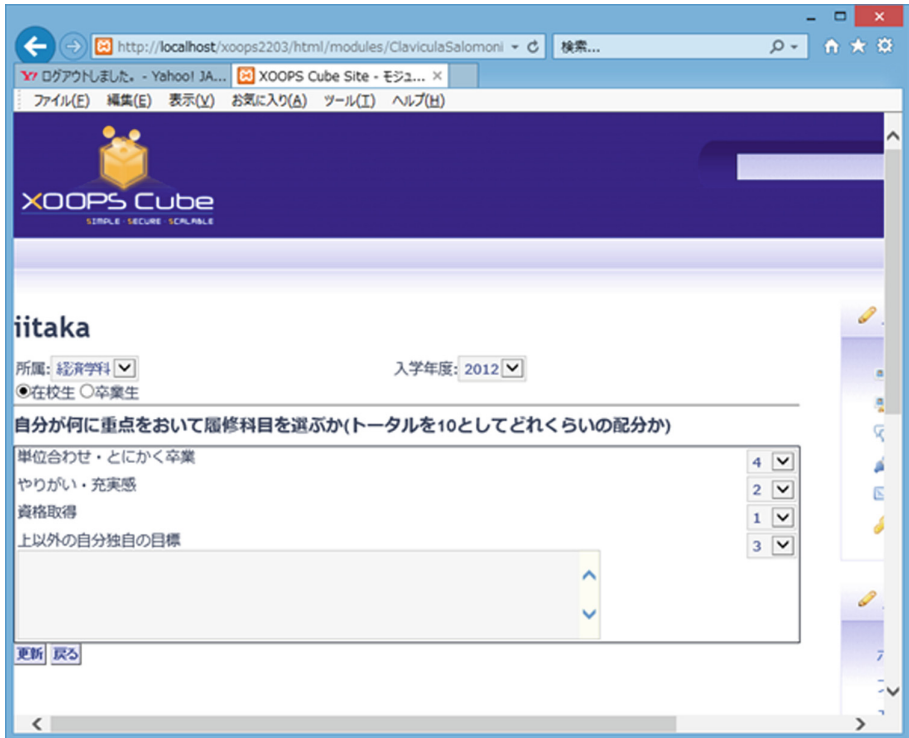 http://localhost/xoops2203/html/modules/ClaviculaSalomoni
検索...
ログアウトしました。 - Yahoo! JA...
XOOPS Cube Site - モジュ...
ファイル(F) 編集(E) 表示(V) お気に入り(A) ツール(T) ヘルプ(H)
XOOPS Cube
SIMPLE SECURE SCALABLE
iitaka
所属: 経済学科 入学年度: 2012
在校生 卒業生
自分が何に重点をおいて履修科目を選ぶか(トータルを10としてどれくらいの配分か)
単位合わせ・とにかく卒業 4
やりがい・充実感 2
資格取得 1
上以外の自分独自の目標 3
更新 戻る